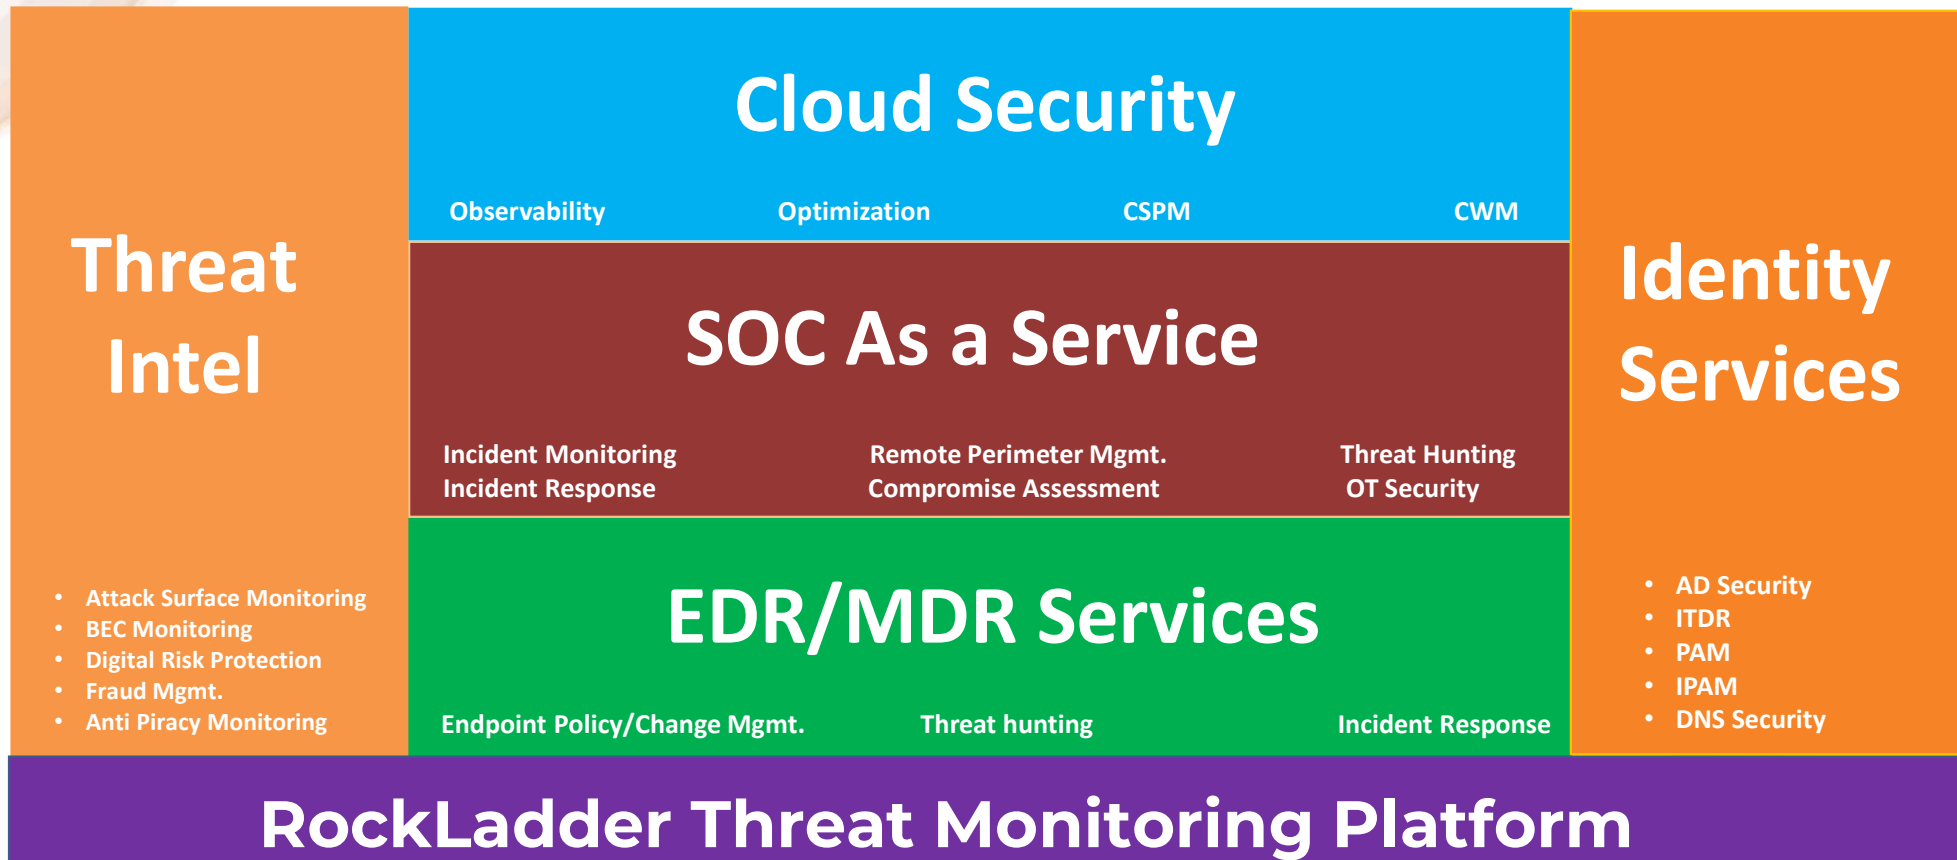 Threat
Intel
• Attack Surface Monitoring
• BEC Monitoring
• Digital Risk Protection
• Fraud Mgmt.
• Anti Piracy Monitoring
Cloud Security
Observability Optimization CSPM CWM
SOC As a Service
Incident Monitoring Remote Perimeter Mgmt. Threat Hunting
Incident Response Compromise Assessment OT Security
EDR/MDR Services
Endpoint Policy/Change Mgmt. Threat hunting Incident Response
Identity
Services
• AD Security
• ITDR
• PAM
• IPAM
• DNS Security
RockLadder Threat Monitoring Platform